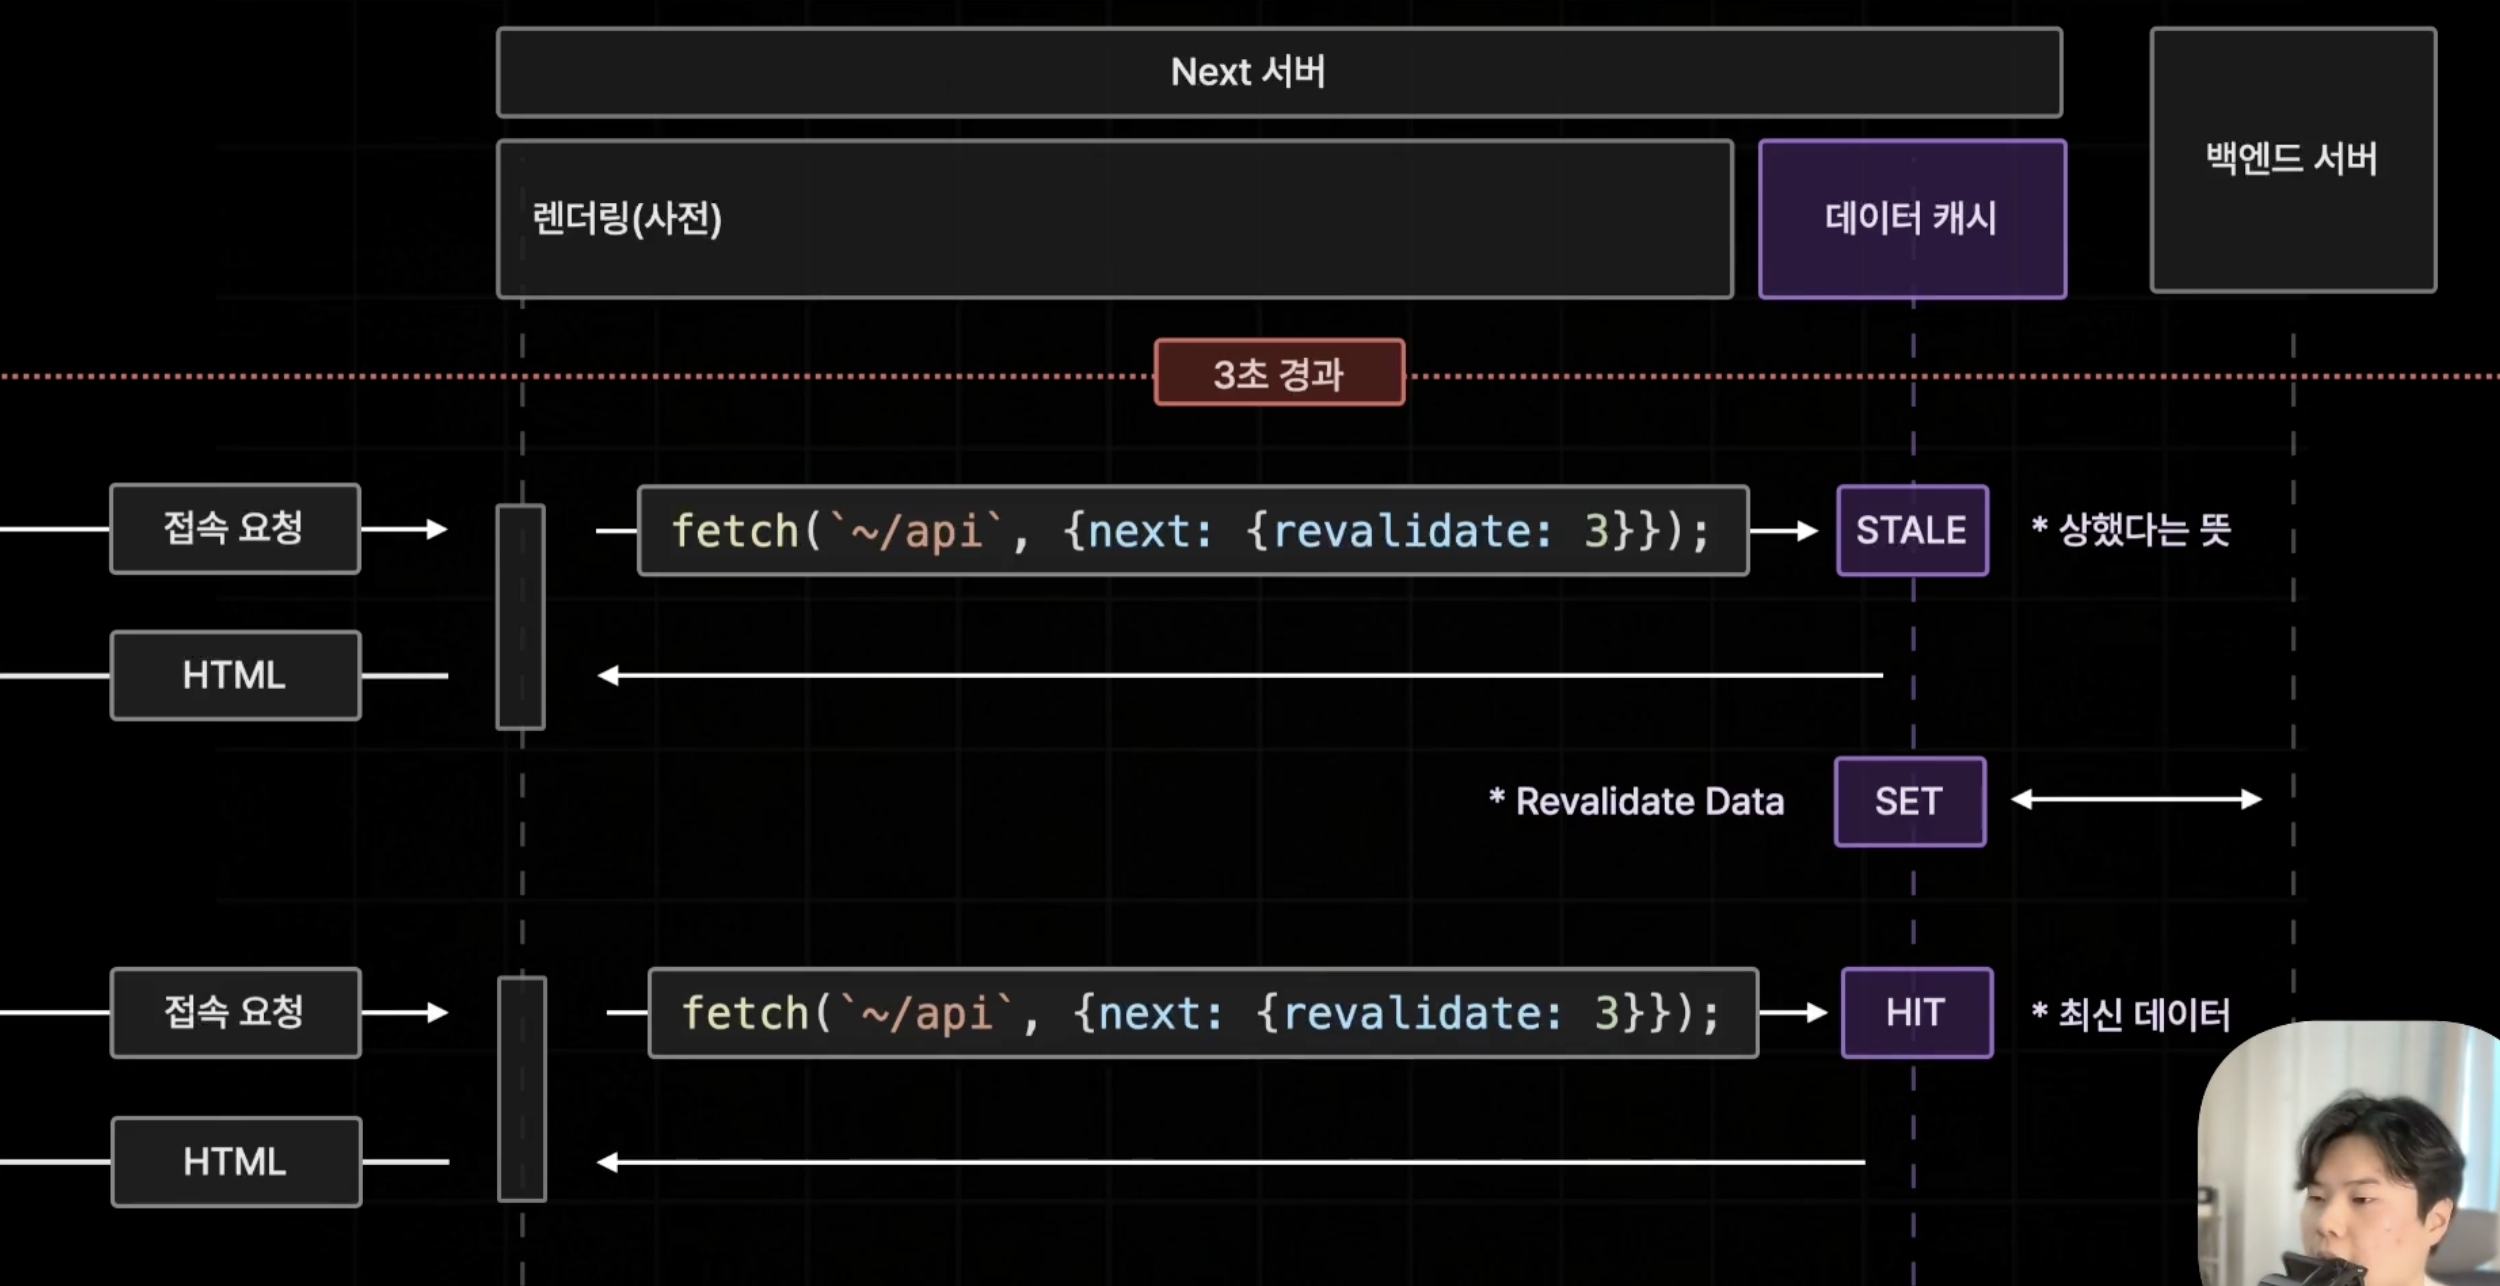 Next 서버
백엔드 서버
렌더링(사전)
데이터 캐시
3초 경과
접속 요청
fetch(`~/api`, {next: {revalidate: 3}});
STALE
* 상했다는 뜻
HTML
* Revalidate Data
SET
접속 요청
fetch(`~/api`, {next: {revalidate: 3}});
HIT
* 최신 데이터
HTML